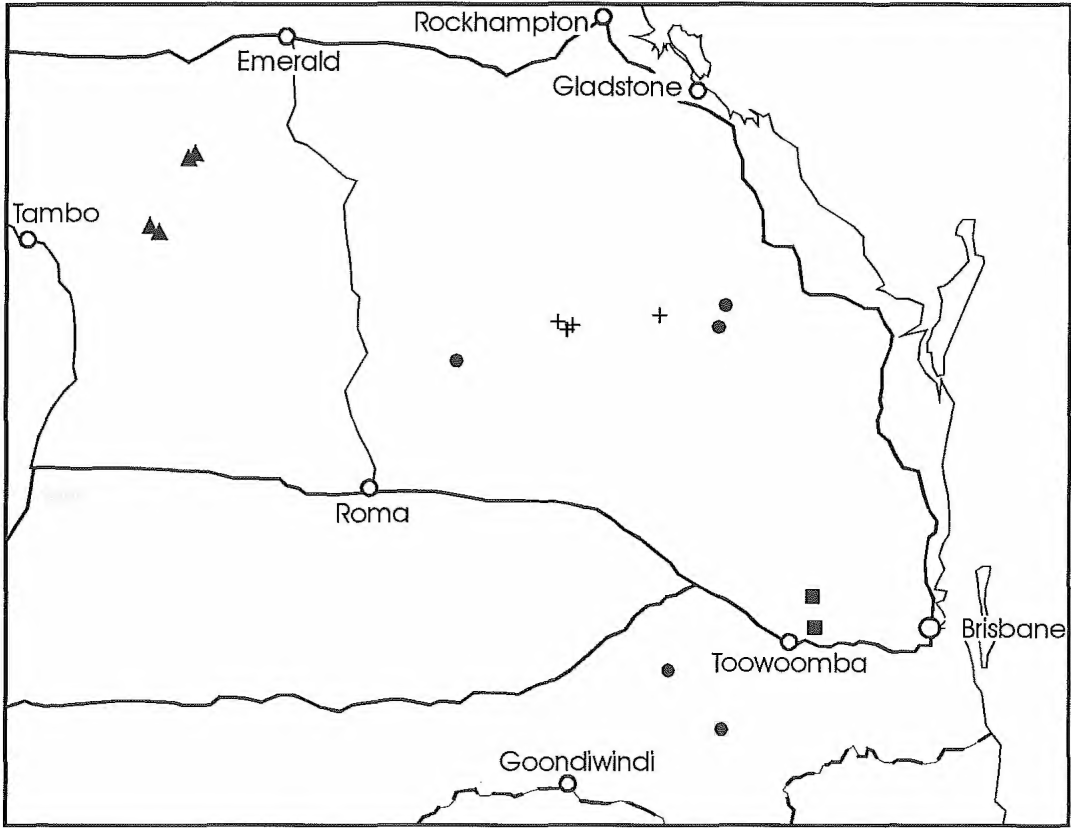 Rockhampton
Emerald
Gladstone
Tambo
Roma
Brisbane
Toowoomba
Goondiwindi